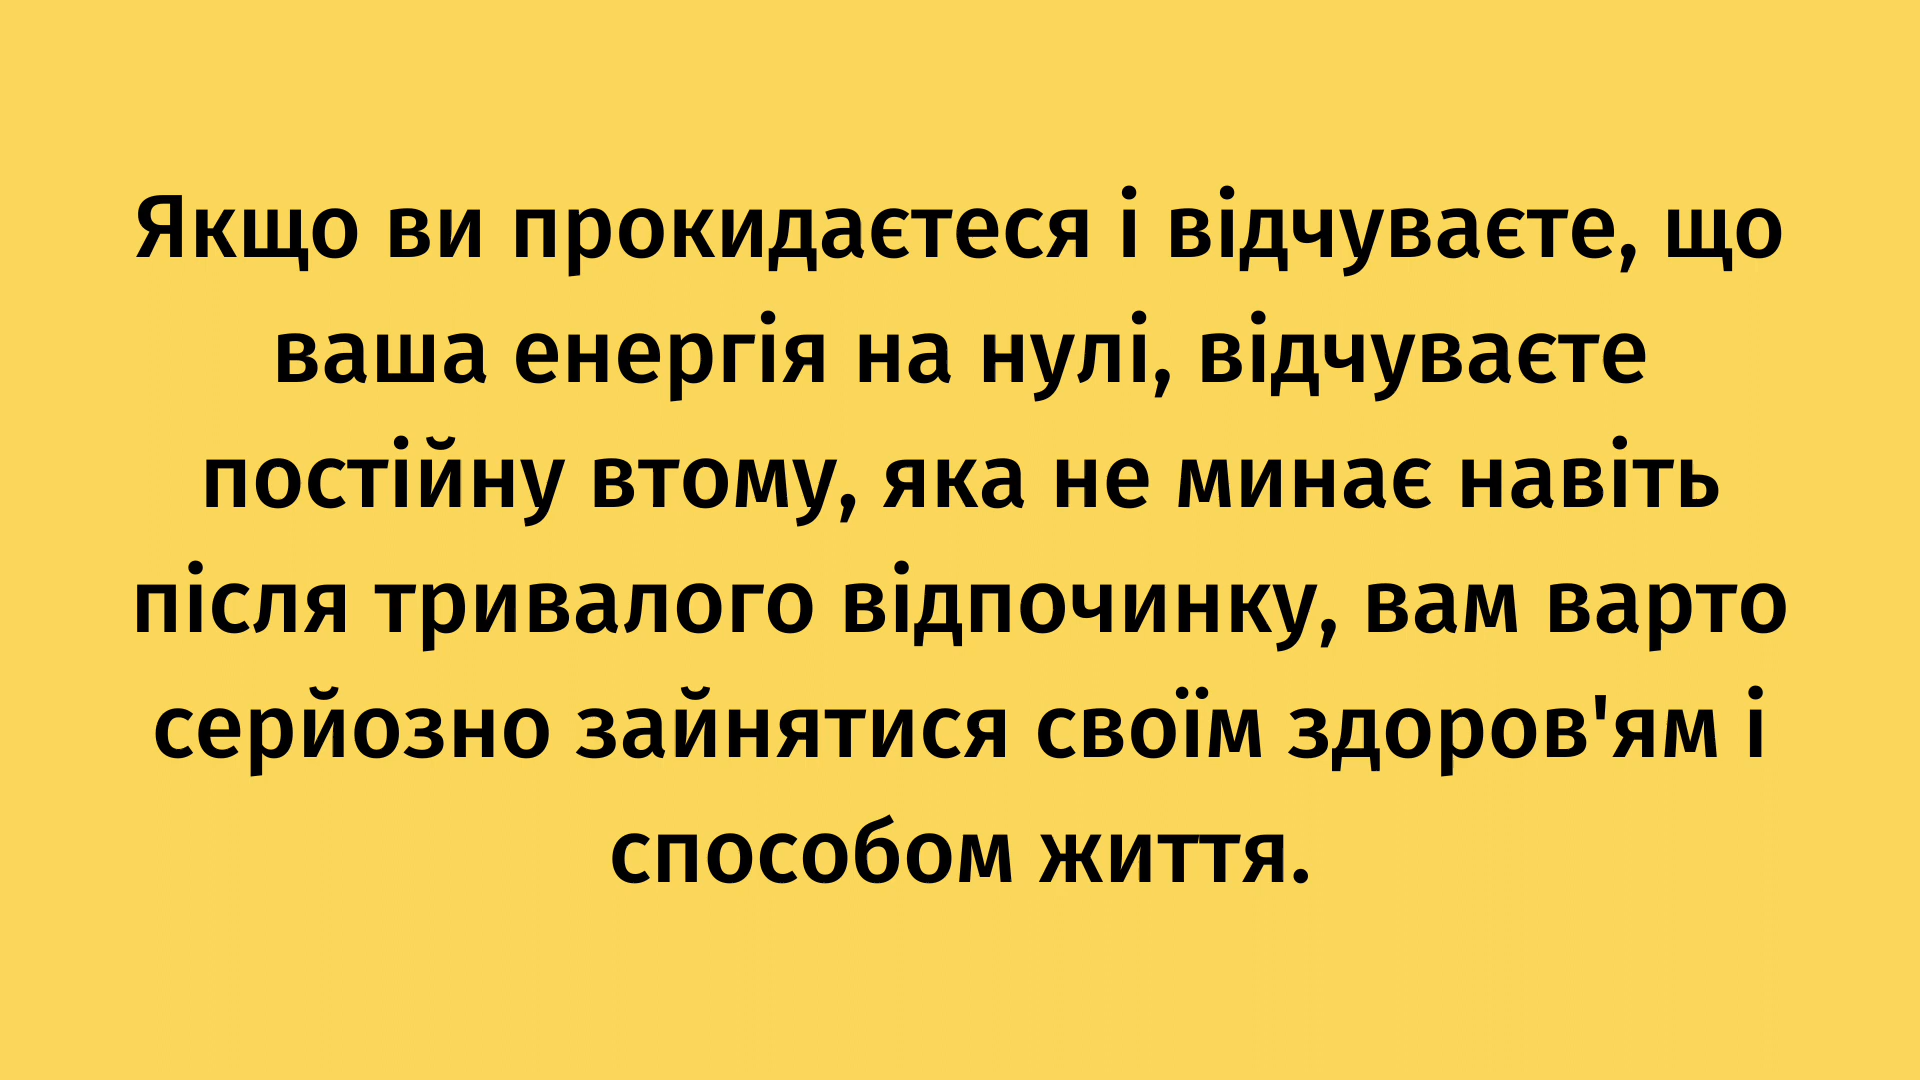 Якщо ви прокидаєтеся і відчуваєте, що
ваша енергія на нулі, відчуваєте
постійну втому, яка не минає навіть
після тривалого відпочинку, вам варто
серйозно зайнятися своїм здоров'ям і
способом життя.